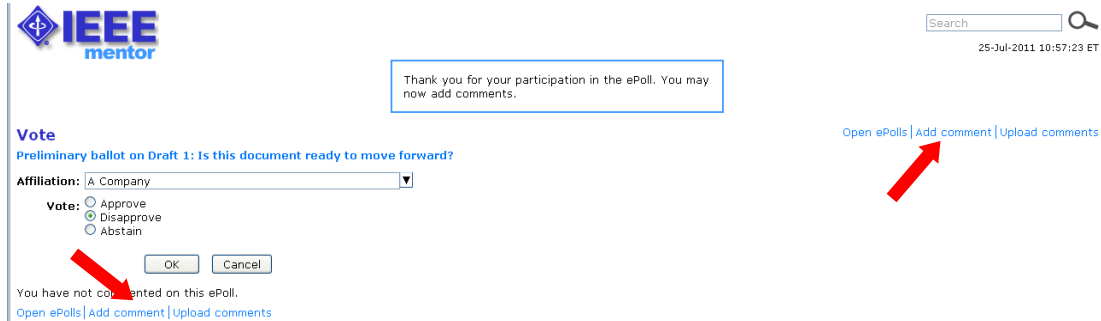 IEEE
mentor
Search
25-Jul-2011 10:57:23 ET
Thank you for your participation in the ePoll. You may
now add comments.
Vote
Open ePolls | Add comment | Upload comments
Preliminary ballot on Draft 1: Is this document ready to move forward?
Affiliation: A Company
Vote: Approve
Disapprove
Abstain
OK Cancel
You have not commented on this ePoll.
Open ePolls | Add comment | Upload comments